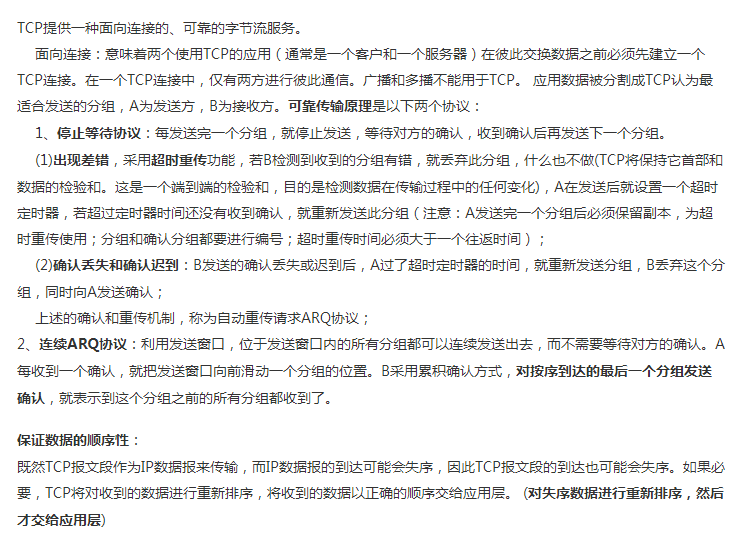 TCP提供一种面向连接的、可靠的字节流服务。
面向连接：意味着两个使用TCP的应用（通常是一个客户和一个服务器）在彼此交换数据之前必须先建立一个
TCP连接。在一个TCP连接中，仅有两方进行彼此通信。广播和多播不能用于TCP。 应用数据被分割成TCP认为最
适合发送的分组，A为发送方，B为接收方。可靠传输原理是以下两个协议：
1、停止等待协议：每发送完一个分组，就停止发送，等待对方的确认，收到确认后再发送下一个分组。
(1)出现差错，采用超时重传功能，若B检测到收到的分组有错，就丢弃此分组，什么也不做(TCP将保持它首部和
数据的检验和。这是一个端到端的检验和，目的是检测数据在传输过程中的任何变化)，A在发送后就设置一个超时
定时器，若超过定时器时间还没有收到确认，就重新发送此分组（注意：A发送完一个分组后必须保留副本，为超
时重传使用；分组和确认分组都要进行编号；超时重传时间必须大于一个往返时间）；
(2)确认丢失和确认迟到：B发送的确认丢失或迟到后，A过了超时定时器的时间，就重新发送分组，B丢弃这个分
组，同时向A发送确认；
上述的确认和重传机制，称为自动重传请求ARQ协议；
2、连续ARQ协议：利用发送窗口，位于发送窗口内的所有分组都可以连续发送出去，而不需要等待对方的确认。A
每收到一个确认，就把发送窗口向前滑动一个分组的位置。B采用累积确认方式，对按序到达的最后一个分组发送
确认，就表示到这个分组之前的所有分组都收到了。
保证数据的顺序性：
既然TCP报文段作为IP数据报来传输，而IP数据报的到达可能会失序，因此TCP报文段的到达也可能会失序。如果必
要，TCP将对收到的数据进行重新排序，将收到的数据以正确的顺序交给应用层。 (对失序数据进行重新排序，然后
才交给应用层)